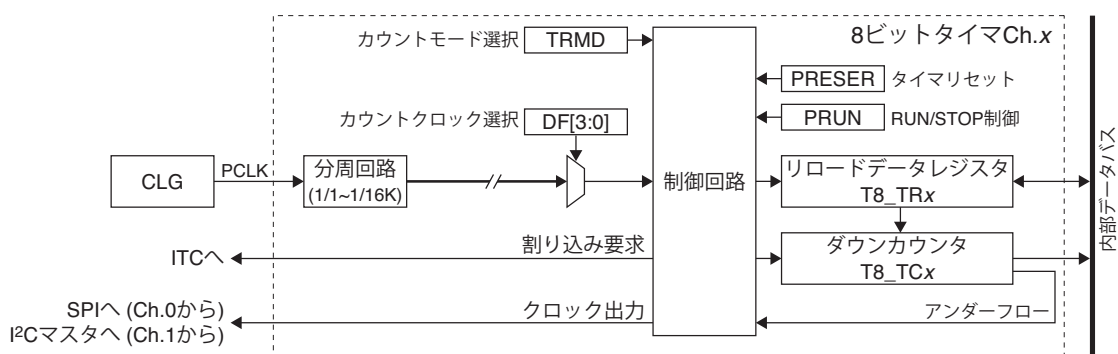 8ビットタイマCh.x
カウントモード選択 TRMD
PRESER タイマリセット
カウントクロック選択 DF[3:0]
PRUN RUN/STOP制御
CLG
PCLK
分周回路
(1/1~1/16K)
制御回路
リロードデータレジスタ
T8_TRx
内部データバス
ITCへ
割り込み要求
ダウンカウンタ
T8_TCx
SPIへ (Ch.0から)
I²Cマスタへ (Ch.1から)
クロック出力
アンダーフロー